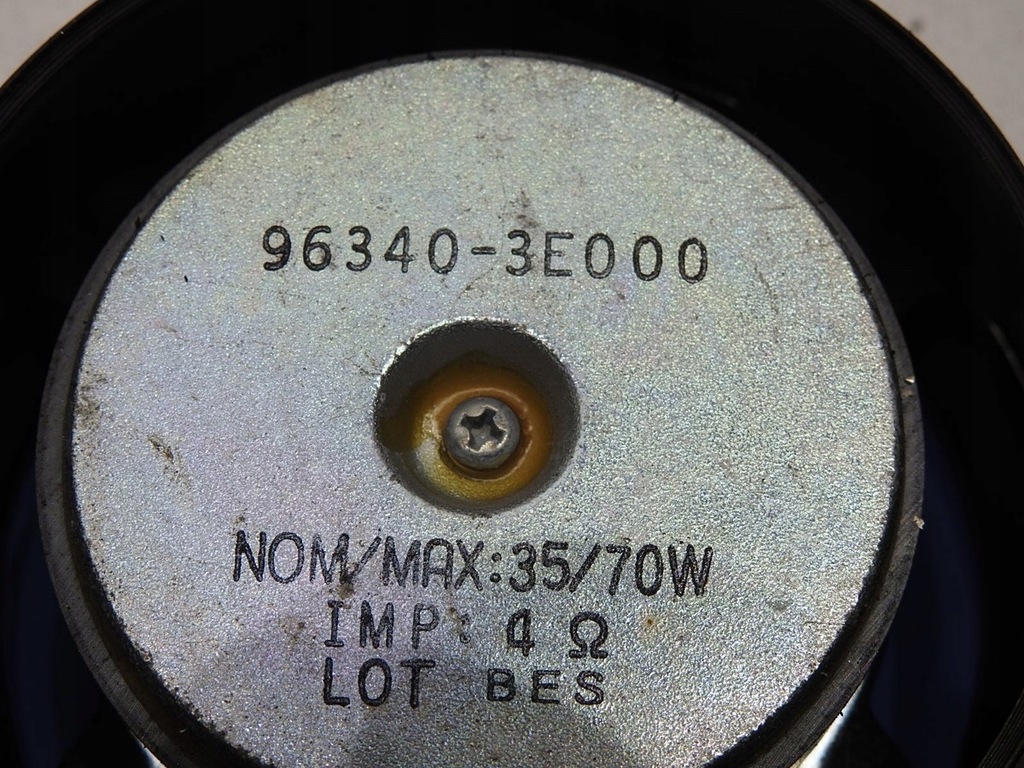 96340-3E000
NOM/MAX:35/70W
IMP: 4 Ω
LOT BES